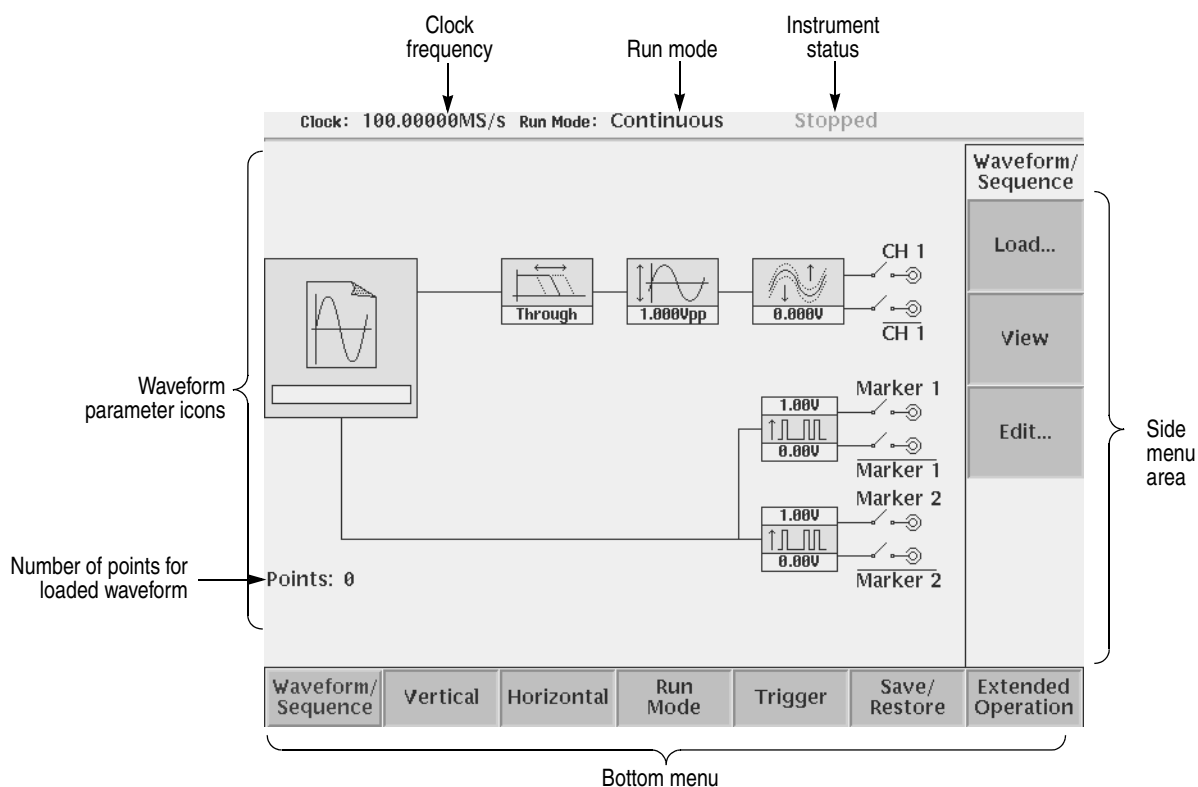 Clock
frequency
Run mode
Instrument
status
Clock: 100.00000MS/s Run Mode: Continuous Stopped
Waveform/
Sequence
Load...
View
Edit...
Side
menu
area
Waveform
parameter icons
Through
1.000Vpp
0.000V
CH 1
CH 1
1.00V
0.00V
Marker 1
Marker 1
1.00V
0.00V
Marker 2
Marker 2
Number of points for
loaded waveform
Points: 0
Waveform/
Sequence
Vertical
Horizontal
Run
Mode
Trigger
Save/
Restore
Extended
Operation
Bottom menu